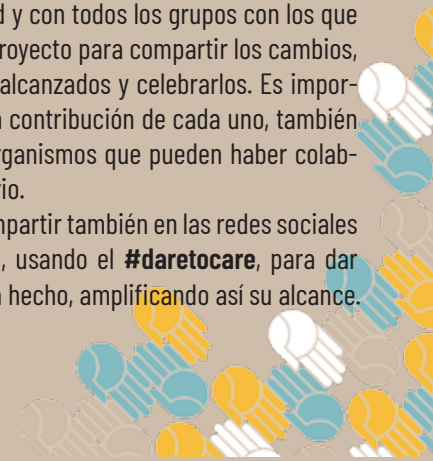 d y con todos los grupos con los que
royecto para compartir los cambios,
alcanzados y celebrarlos. Es impor-
contribución de cada uno, también
rganismos que pueden haber colab-
rio.
mpartir también en las redes sociales
, usando el #daretocare, para dar
hecho, amplificando así su alcance.